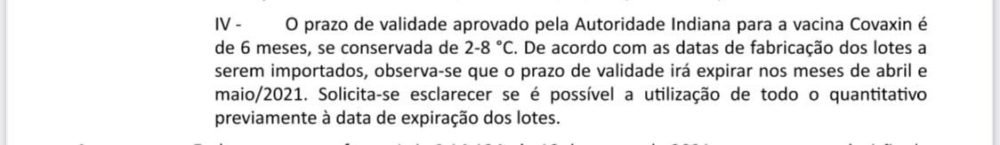 IV - O prazo de validade aprovado pela Autoridade Indiana para a vacina Covaxin é
de 6 meses, se conservada de 2-8 °C. De acordo com as datas de fabricação dos lotes a
serem importados, observa-se que o prazo de validade irá expirar nos meses de abril e
maio/2021. Solicita-se esclarecer se é possível a utilização de todo o quantitativo
previamente à data de expiração dos lotes.